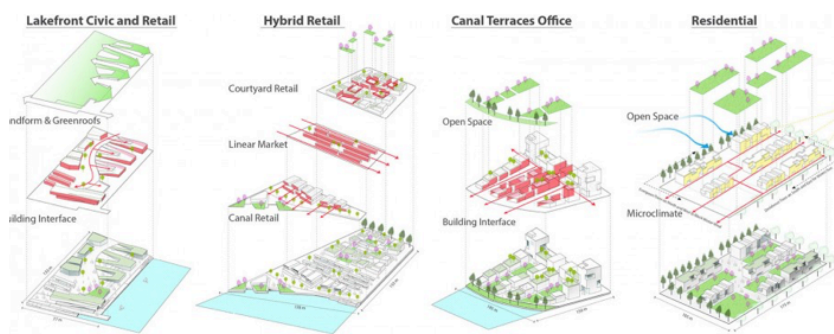 Lakefront Civic and Retail
Hybrid Retail
Canal Terraces Office
Residential
Courtyard Retail
Linear Market
Canal Retail
andform & Greenroofs
uilding Interface
Open Space
Building Interface
Open Space
Microclimate